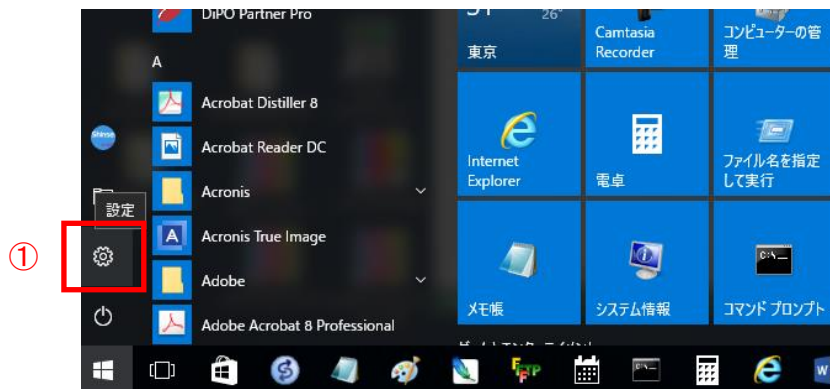 DiPO Partner Pro
A
Acrobat Distiller 8
Acrobat Reader DC
Acronis
設定
Acronis True Image
Adobe
Adobe Acrobat 8 Professional
①
26°
東京
Camtasia
Recorder
コンピューターの管
理
Internet
Explorer
電卓
ファイル名を指定
して実行
メモ帳
システム情報
C:\_
コマンド プロンプト
FFTP
W